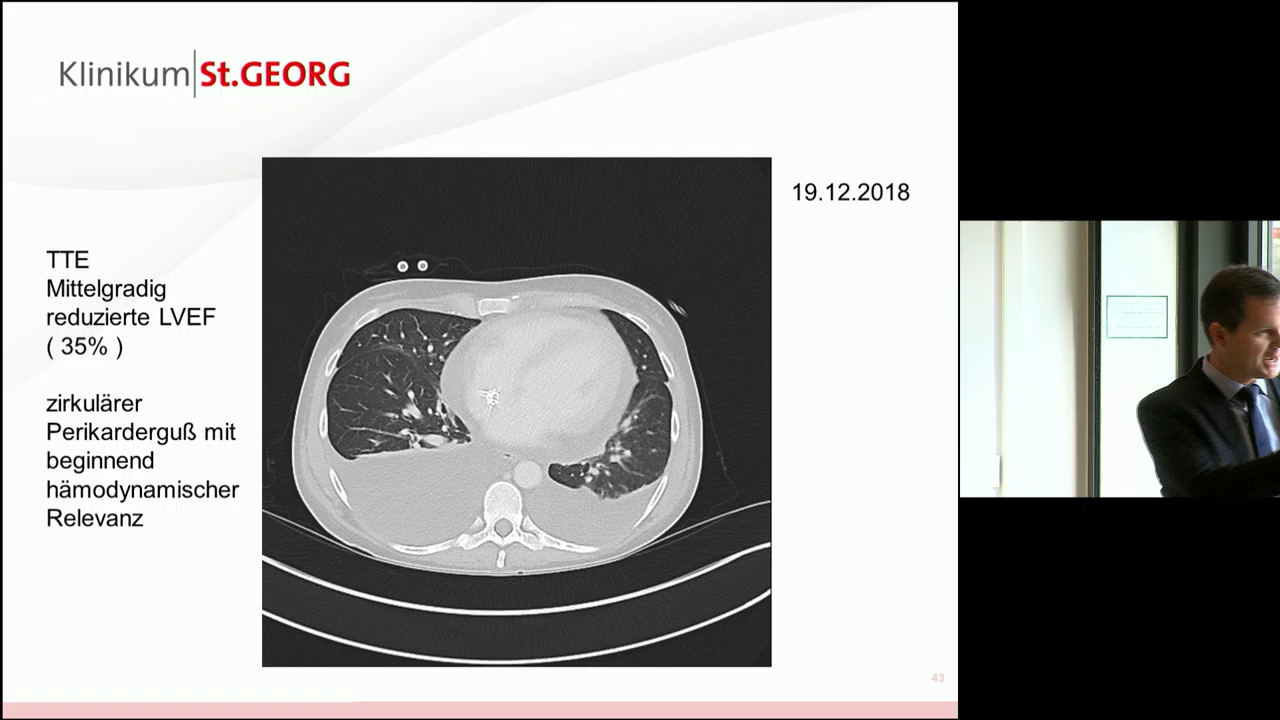 Klinikum St.GEORG
19.12.2018
TTE
Mittelgradig
reduzierte LVEF
( 35% )
zirkulärer
Perikarderguß mit
beginnend
hämodynamischer
Relevanz
43